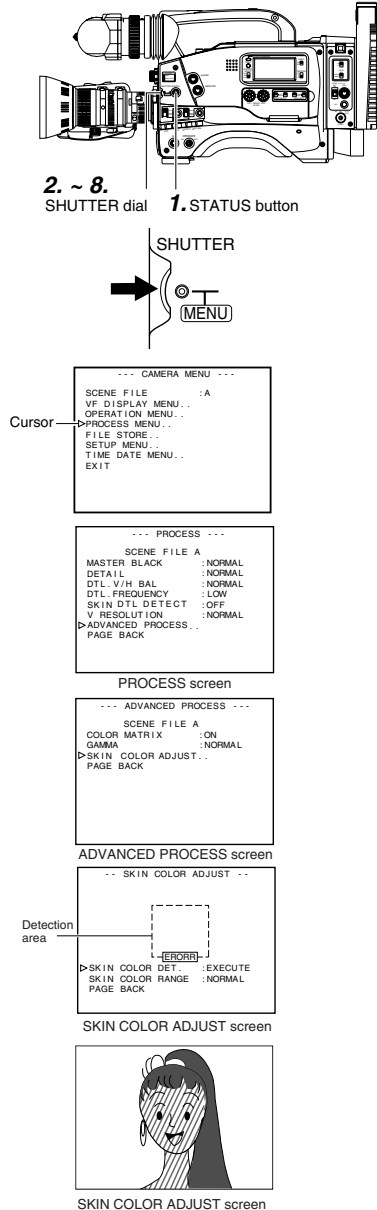 2. ~ 8.
SHUTTER dial
1. STATUS button
SHUTTER
MENU
--- CAMERA MENU ---
SCENE FILE :A
VF DISPLAY MENU..
OPERATION MENU..
Cursor
PROCESS MENU..
FILE STORE..
SETUP MENU..
TIME DATE MENU..
EXIT
--- PROCESS ---
SCENE FILE A
MASTER BLACK :NORMAL
DETAIL :NORMAL
DTL.V/H BAL :NORMAL
DTL.FREQUENCY :LOW
SKIN DTL DETECT :OFF
V RESOLUTION :NORMAL
ADVANCED PROCESS..
PAGE BACK
PROCESS screen
--- ADVANCED PROCESS ---
SCENE FILE A
COLOR MATRIX :ON
GAMMA :NORMAL
SKIN COLOR ADJUST..
PAGE BACK
ADVANCED PROCESS screen
-- SKIN COLOR ADJUST --
Detection
area
ERORR
SKIN COLOR DET. :EXECUTE
SKIN COLOR RANGE :NORMAL
PAGE BACK
SKIN COLOR ADJUST screen
SKIN COLOR ADJUST screen